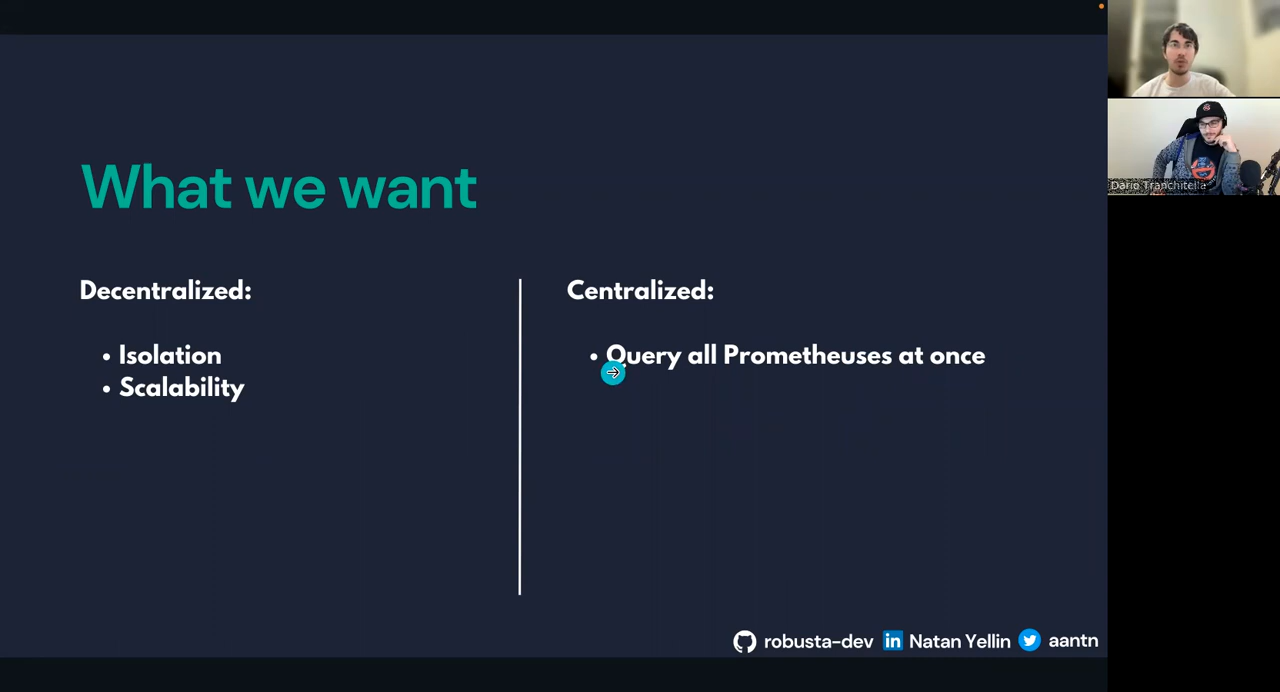 What we want
Decentralized:
• Isolation
• Scalability
Centralized:
• Query all Prometheuses at once
robusta-dev in Natan Yellin aantn
Dario Tranchitella